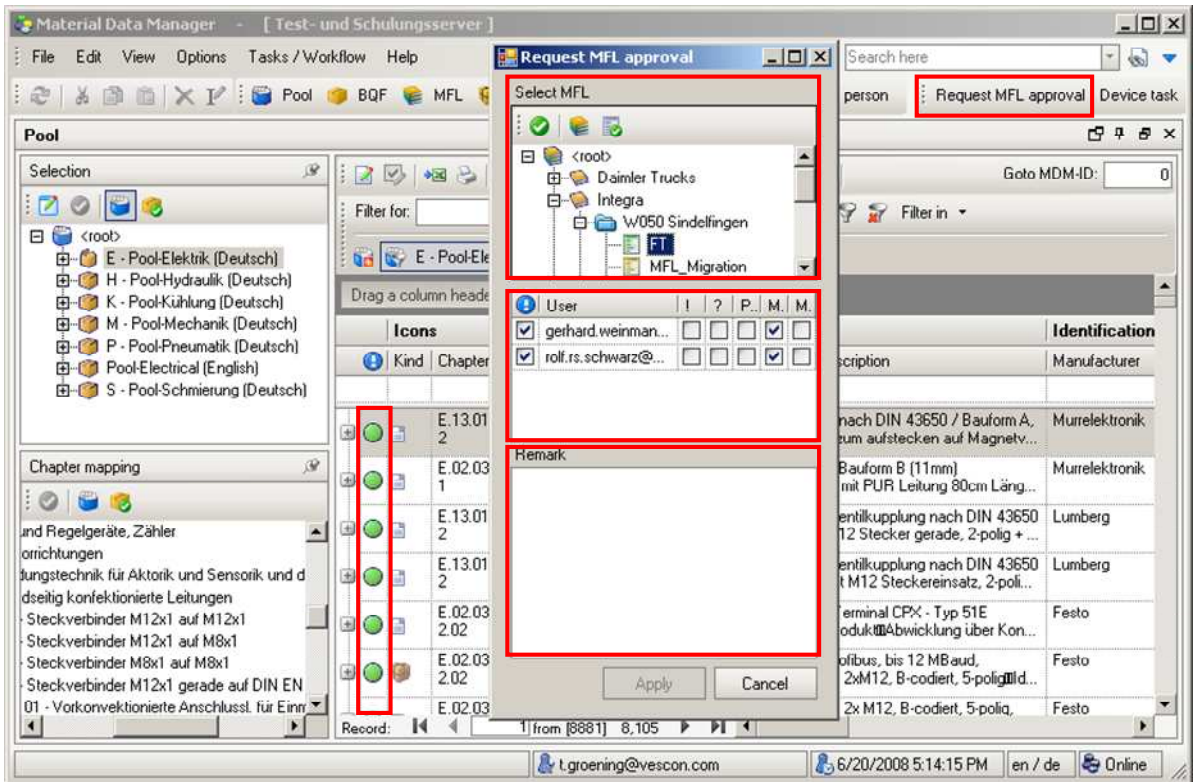 Material Data Manager - [ Test- und Schulungsserver ]
File Edit View Options Tasks / Workflow Help
Search here
Pool BQF MFL
person Request MFL approval Device task
Pool
Selection
<root>
E - Pool-Elektrik (Deutsch)
H - Pool-Hydraulik (Deutsch)
K - Pool-Kühlung (Deutsch)
M - Pool-Mechanik (Deutsch)
P - Pool-Pneumatik (Deutsch)
Pool-Electrical (English)
S - Pool-Schmierung (Deutsch)
Chapter mapping
und Regelgeräte, Zähler
orrichtungen
dungstechnik für Aktorik und Sensorik und d
dseitig konfektionierte Leitungen
- Steckverbinder M12x1 auf M12x1
- Steckverbinder M12x1 auf M8x1
- Steckverbinder M8x1 auf M8x1
- Steckverbinder M12x1 gerade auf DIN EN
01 - Vorkonvektionierte Anschlussl. für Einr
Goto MDM-ID: 0
Filter for:
Filter in
E - Pool-Ele
Drag a column heade
Icons
Identification
Kind Chapter
scription Manufacturer
E.13.01
2
nach DIN 43650 / Bauform A,
zum aufstecken auf Magnetv...
Murrelektronik
E.02.03
1
Bauform B (11mm)
mit PUR Leitung 80cm Läng...
Murrelektronik
E.13.01
2
entilkupplung nach DIN 43650
12 Stecker gerade, 2-polig + ...
Lumberg
E.13.01
2
entilkupplung nach DIN 43650
t M12 Steckereinsatz, 2-poli...
Lumberg
E.02.03
2.02
erminal CPX - Typ 51E
Abwicklung über Kon...
Festo
E.02.03
2.02
ofibus, bis 12 MBaud,
2xM12, B-codiert,
Festo
E.02.03
2x M12, B-codiert, 5-polig,
Festo
Record: 1 from [8881] 8,105
Request MFL approval
Select MFL
<root>
Daimler Trucks
Integra
W050 Sindelfingen
FT
MFL_Migration
User ! ? P.. M. M.
gerhard.weinman...
rolf.rs.schwarz@...
Remark
Apply Cancel
t.groening@vescon.com 6/20/2008 5:14:15 PM en / de Online